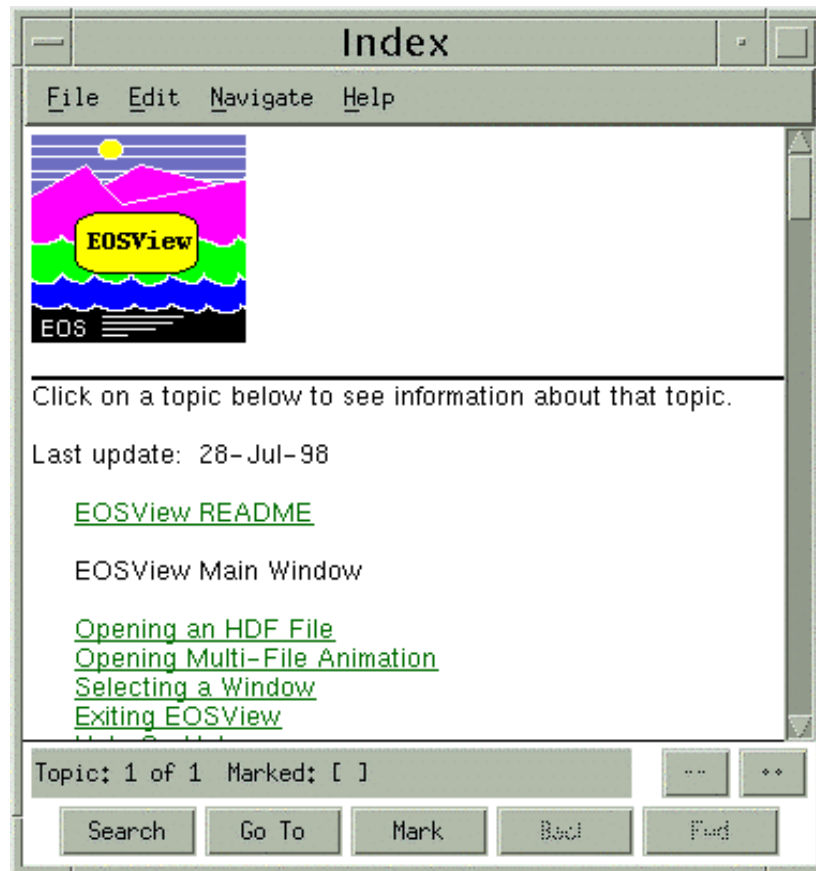 Index
File Edit Navigate Help
EOSView
EOS
Click on a topic below to see information about that topic.
Last update: 28-Jul-98
EOSView README
EOSView Main Window
Opening an HDF File
Opening Multi-File Animation
Selecting a Window
Exiting EOSView
Topic: 1 of 1 Marked: [ ]
Search Go To Mark Back Fwd